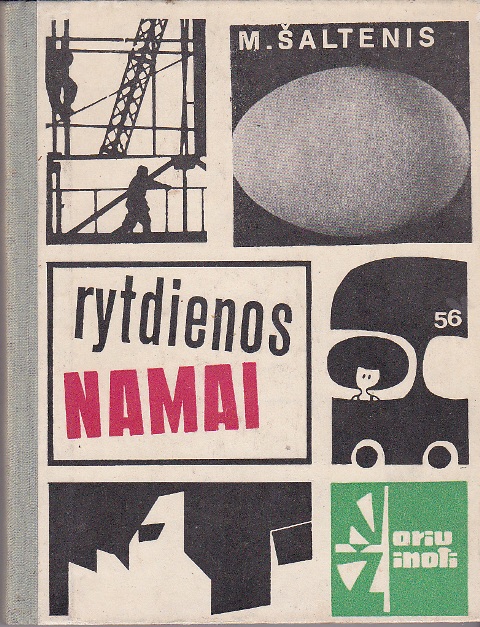 M. ŠALTENIS
rytdienos
NAMAI
56
Noriu
Žinoti